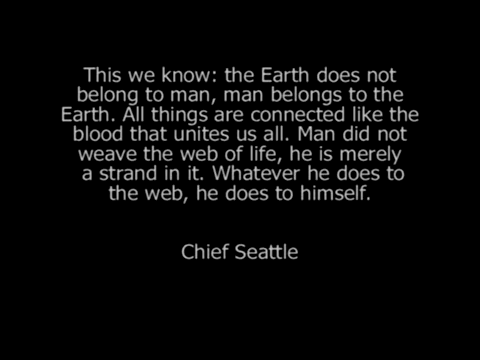 This we know: the Earth does not
belong to man, man belongs to the
Earth. All things are connected like the
blood that unites us all. Man did not
weave the web of life, he is merely
a strand in it. Whatever he does to
the web, he does to himself.
Chief Seattle